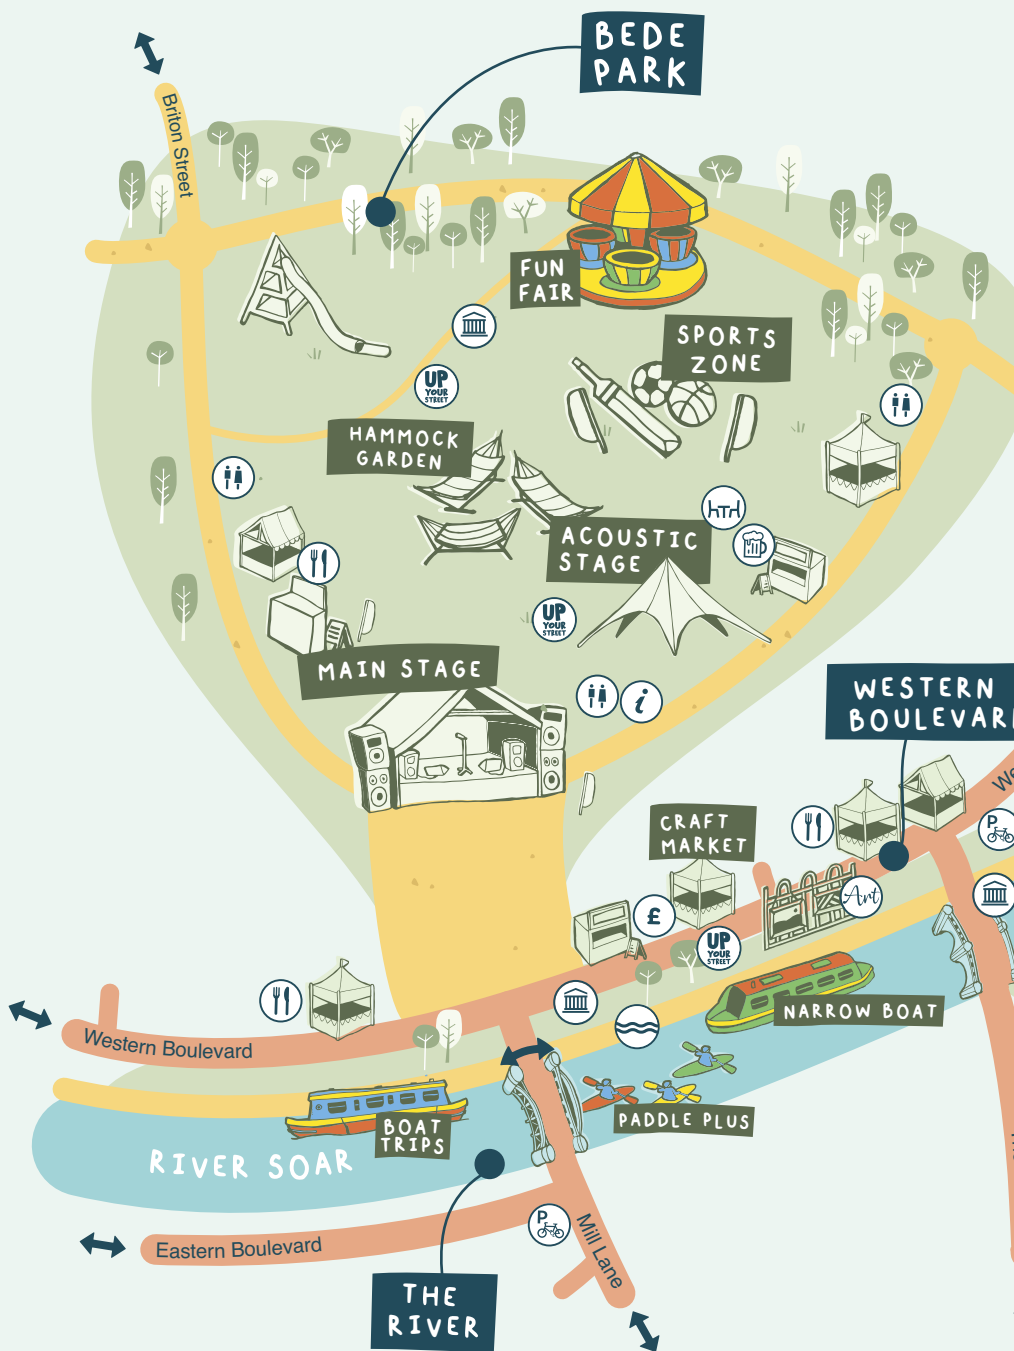 BEDE
PARK
Briton Street
FUN
FAIR
SPORTS
ZONE
UP
YOUR
STREET
HAMMOCK
GARDEN
ACOUSTIC
STAGE
UP
YOUR
STREET
MAIN STAGE
i
WESTERN
BOULEVAR
We
CRAFT
MARKET
P
Art
£
UP
YOUR
STREET
NARROW BOAT
Western Boulevard
BOAT
TRIPS
PADDLE PLUS
RIVER SOAR
P
Mill Lane
Eastern Boulevard
THE
RIVER